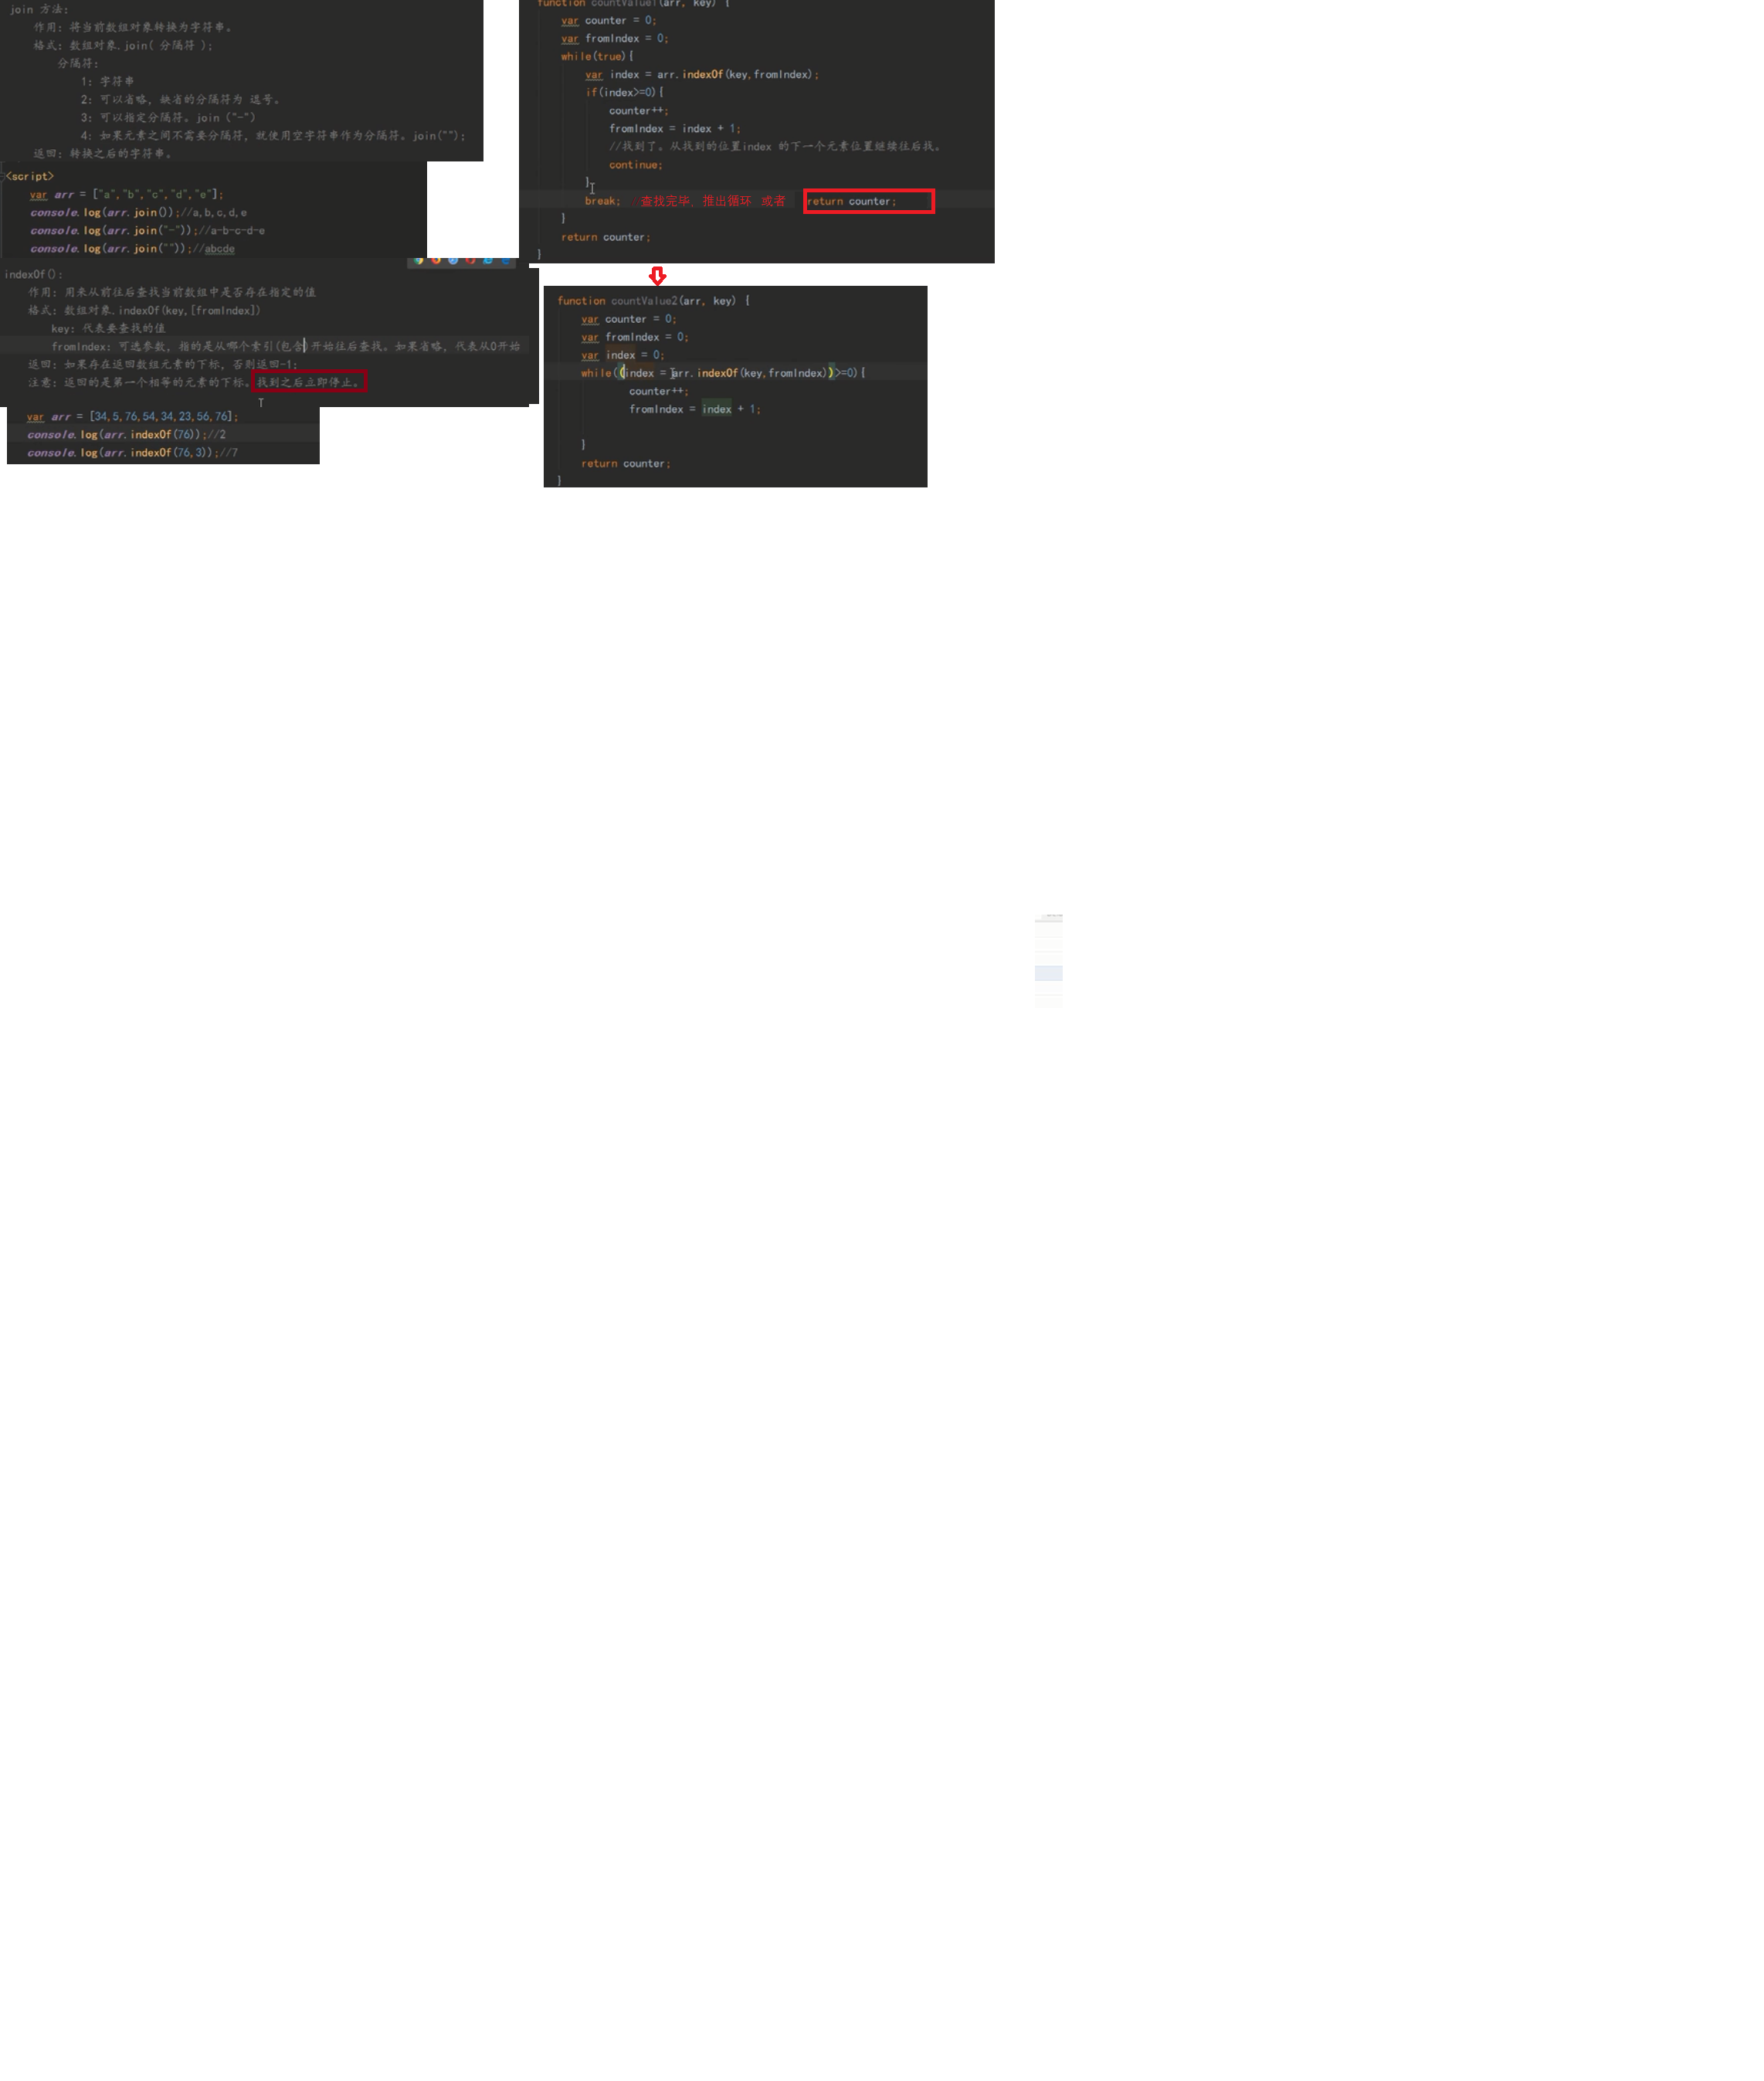 join 方法:
作用: 将当前数组对象转换为字符串。
格式: 数组对象.join( 分隔符 );
分隔符:
1: 字符串
2: 可以省略, 缺省的分隔符为 逗号。
3: 可以指定分隔符。join ("-")
4: 如果元素之间不需要分隔符, 就使用空字符串作为分隔符。join("");
返回: 转换之后的字符串。
<script>
var arr = ["a","b","c","d","e"];
console.log(arr.join());//a,b,c,d,e
console.log(arr.join("-"));//a-b-c-d-e
console.log(arr.join(""));//abcde
indexOf():
作用: 用来从前往后查找当前数组中是否存在指定的值
格式: 数组对象.indexOf(key,[fromIndex])
key: 代表要查找的值
fromIndex: 可选参数, 指的是从哪个索引(包含)开始往后查找。如果省略, 代表从0开始
返回: 如果存在返回数组元素的下标, 否则返回-1;
注意: 返回的是第一个相等的元素的下标。找到之后立即停止。
var arr = [34,5,76,54,34,23,56,76];
console.log(arr.indexOf(76));//2
console.log(arr.indexOf(76,3));//7
function countValue1(arr, key) {
var counter = 0;
var fromIndex = 0;
while(true){
var index = arr.indexOf(key,fromIndex);
if(index>=0){
counter++;
fromIndex = index + 1;
//找到了。从找到的位置index 的下一个元素位置继续往后找。
continue;
}
break; //查找完毕, 推出循环 或者 return counter;
}
return counter;
}
function countValue2(arr, key) {
var counter = 0;
var fromIndex = 0;
var index = 0;
while((index = arr.indexOf(key,fromIndex))>=0){
counter++;
fromIndex = index + 1;
}
return counter;
}